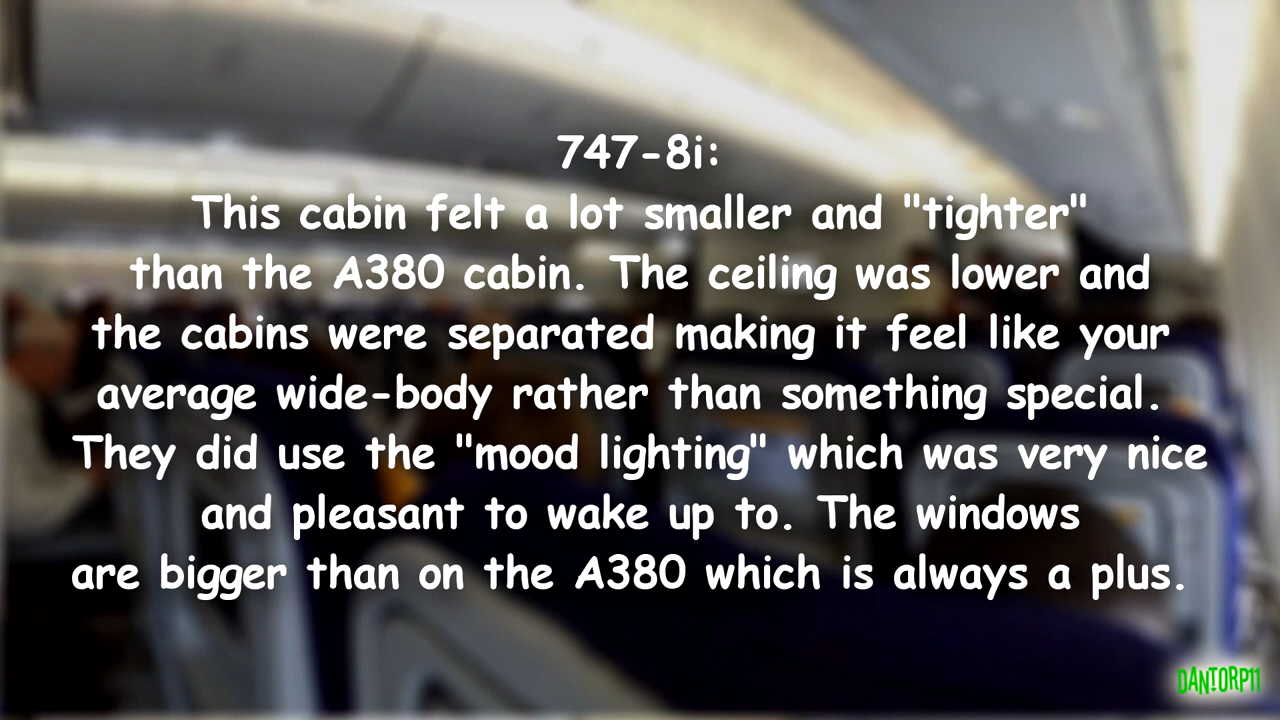 747-8i:
This cabin felt a lot smaller and "tighter"
than the A380 cabin. The ceiling was lower and
the cabins were separated making it feel like your
average wide-body rather than something special.
They did use the "mood lighting" which was very nice
and pleasant to wake up to. The windows
are bigger than on the A380 which is always a plus.
DANTORP11